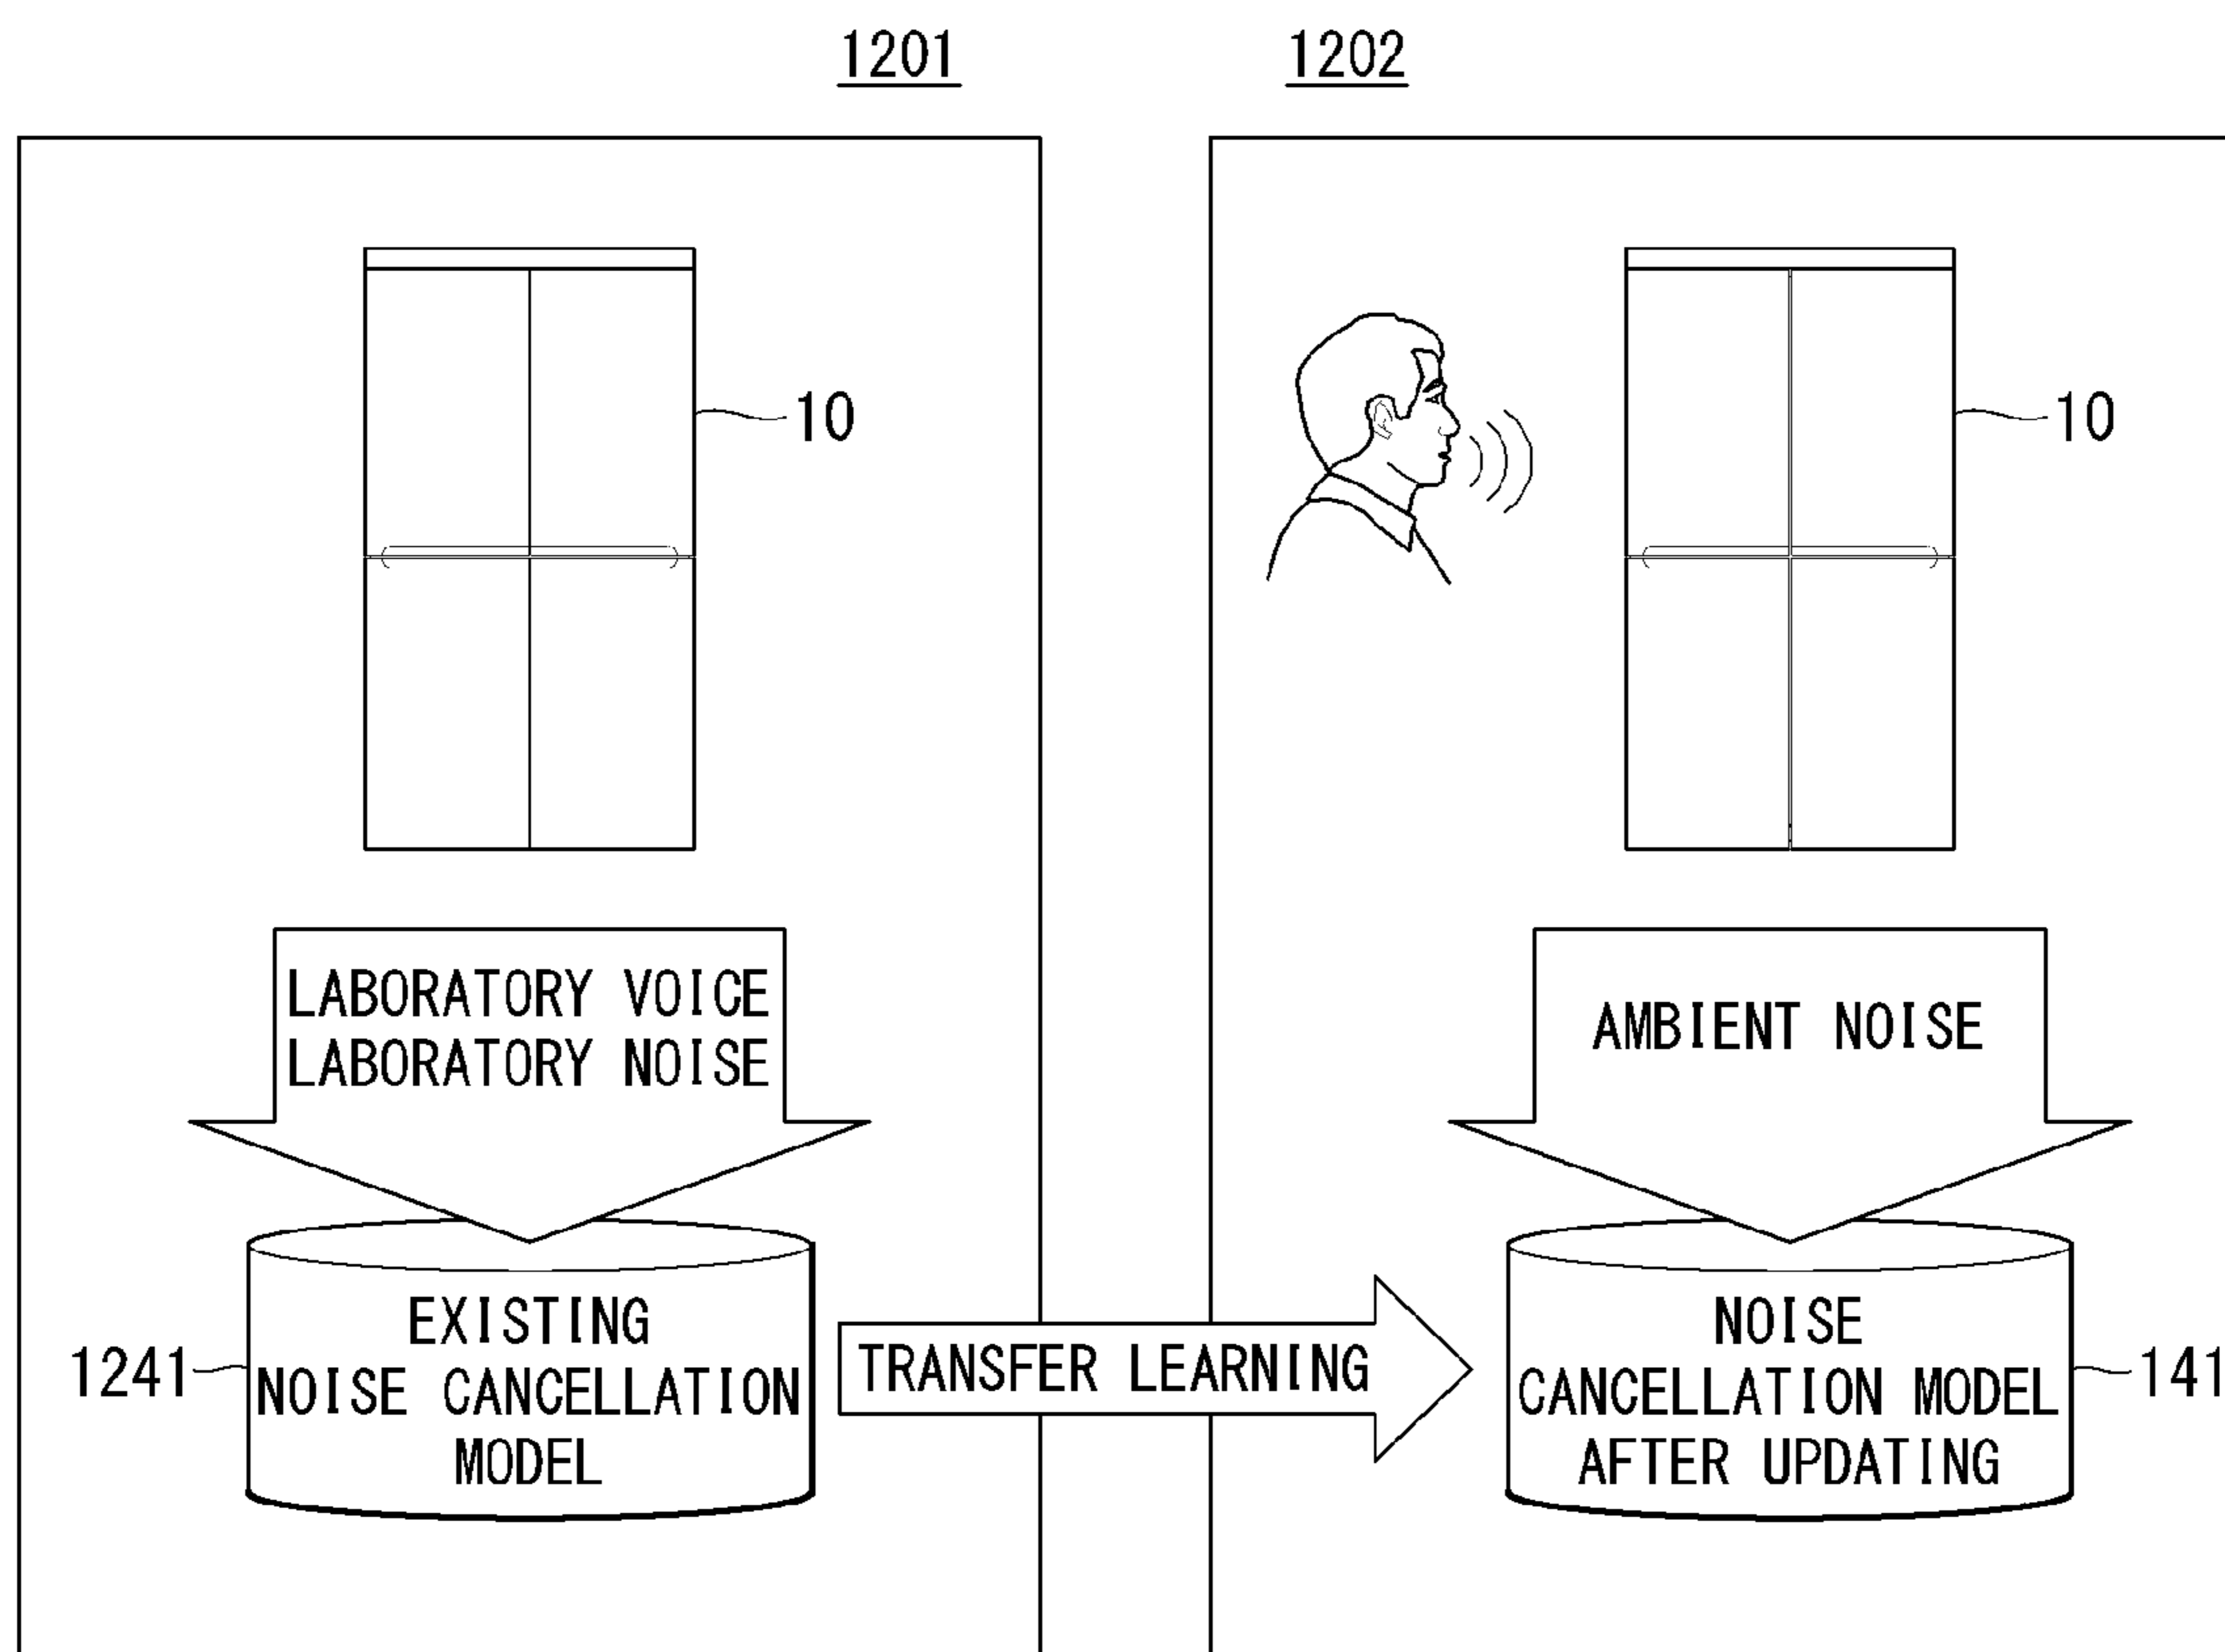 1201
1202
10
10
LABORATORY VOICE
LABORATORY NOISE
AMBIENT NOISE
EXISTING
NOISE CANCELLATION
MODEL
1241
TRANSFER LEARNING
NOISE
CANCELLATION MODEL
AFTER UPDATING
141